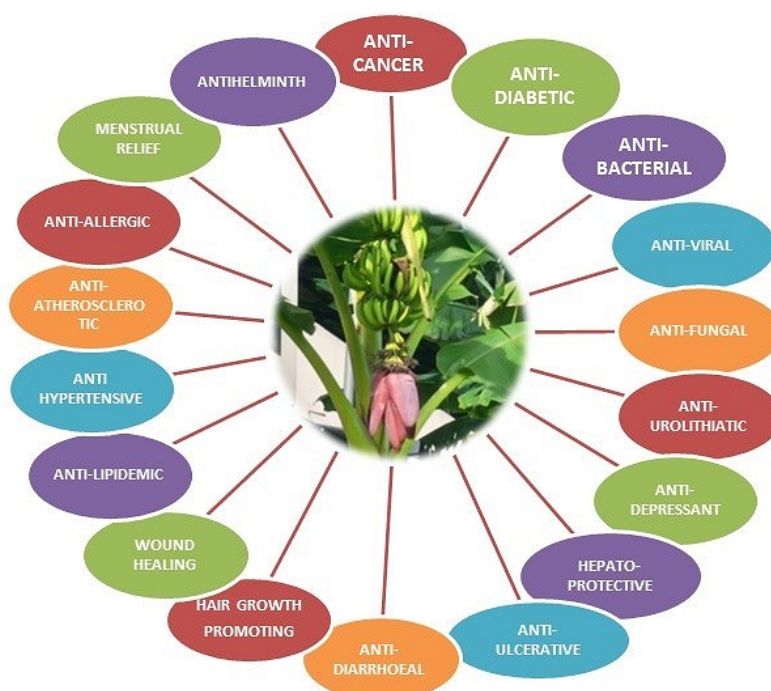 ANTI-
CANCER
ANTI-
DIABETIC
ANTI-
BACTERIAL
ANTI-VIRAL
ANTI-FUNGAL
ANTI-
UROLITHIATIC
ANTI-
DEPRESSANT
HEPATO-
PROTECTIVE
ANTI-
ULCERATIVE
ANTI-
DIARRHOEAL
HAIR GROWTH
PROMOTING
WOUND
HEALING
ANTI-LIPIDEMIC
ANTI
HYPERTENSIVE
ANTI-
ATHEROSCLERO
TIC
ANTI-ALLERGIC
MENSTRUAL
RELIEF
ANTIHELMINTH